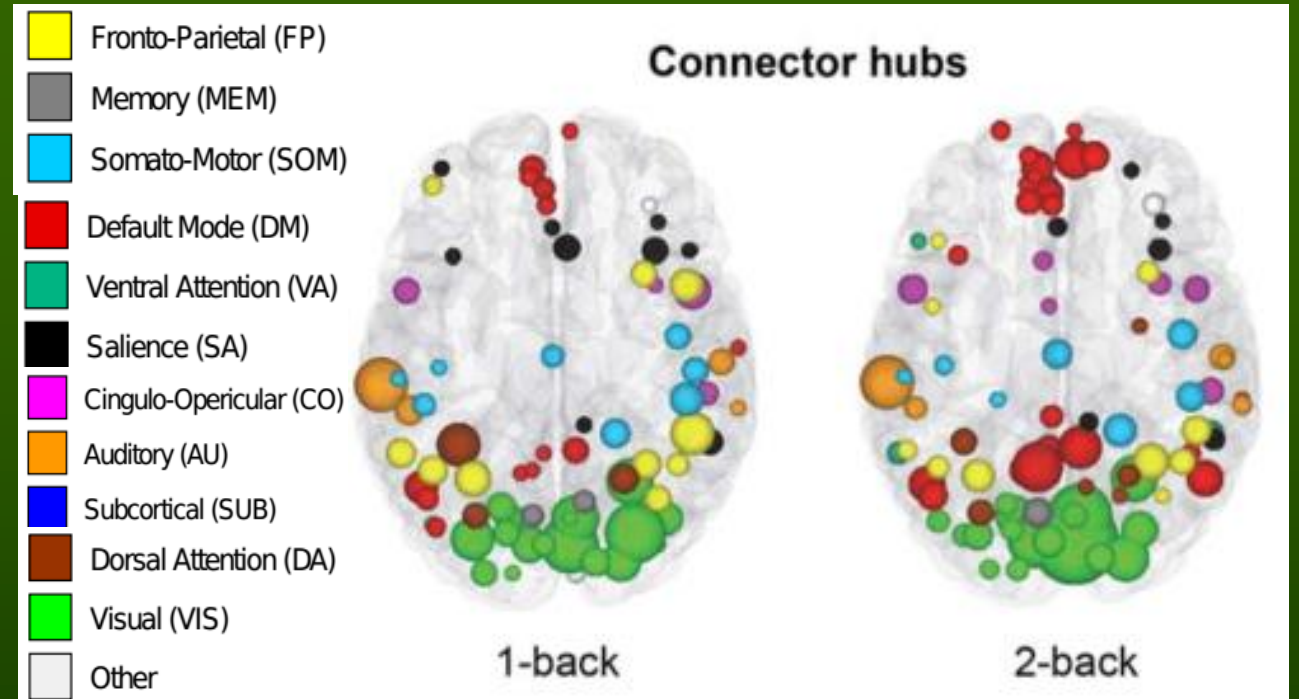 Fronto-Parietal (FP)
Memory (MEM)
Somato-Motor (SOM)
Default Mode (DM)
Ventral Attention (VA)
Salience (SA)
Cingulo-Opericular (CO)
Auditory (AU)
Subcortical (SUB)
Dorsal Attention (DA)
Visual (VIS)
Other
Connector hubs
1-back
2-back